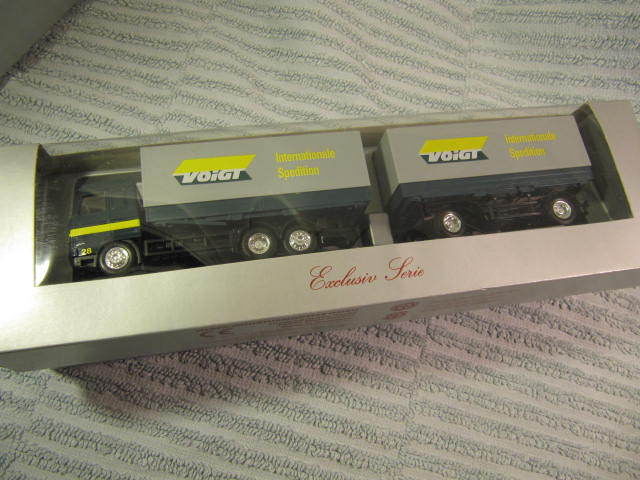 VOIGT
Internationale
Spedition
VOIGT
Internationale
Spedition
28
Exclusiv Serie